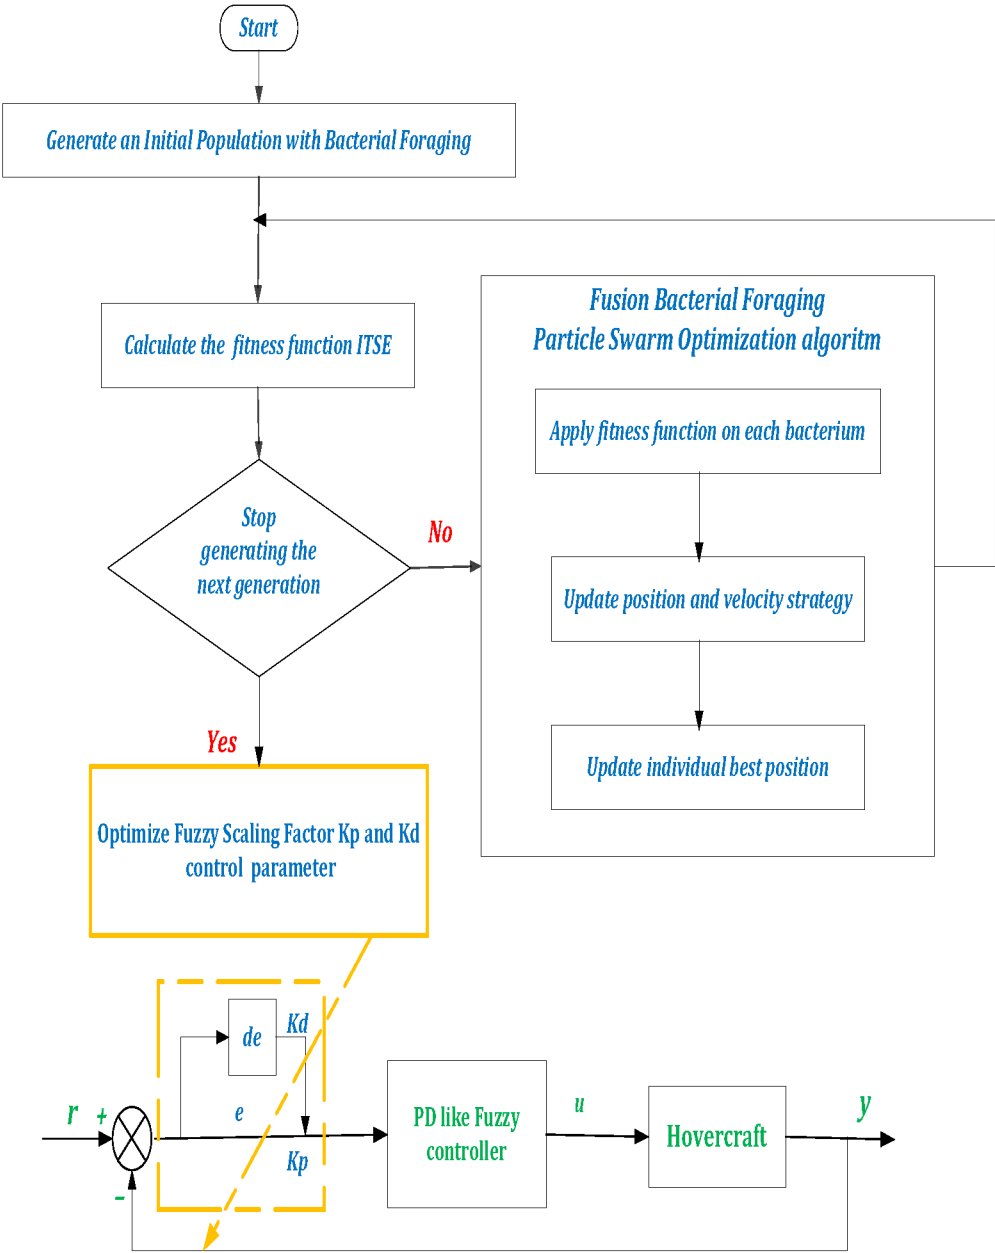 Start
Generate an Initial Population with Bacterial Foraging
Calculate the fitness function ITSE
Fusion Bacterial Foraging
Particle Swarm Optimization algoritm
Apply fitness function on each bacterium
Stop
generating the
next generation
No
Update position and velocity strategy
Yes
Update individual best position
Optimize Fuzzy Scaling Factor Kp and Kd
control parameter
de
Kd
r
+
e
Kp
–
PD like Fuzzy
controller
u
Hovercraft
y